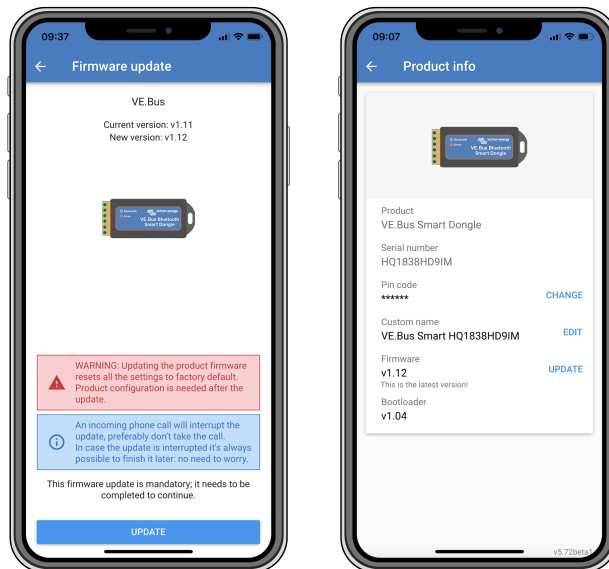 09:37
Firmware update
VE.Bus
Current version: v1.11
New version: v1.12
victron energy
VE.Bus Bluetooth
Smart Dongle
WARNING: Updating the product firmware
resets all the settings to factory default.
Product configuration is needed after the
update.
An incoming phone call will interrupt the
update, preferably don't take the call.
In case the update is interrupted it's always
possible to finish it later: no need to worry.
This firmware update is mandatory; it needs to be
completed to continue.
UPDATE
09:07
Product info
Bluetooth
Error
victron energy
VE.Bus Bluetooth
Smart Dongle
Product
VE.Bus Smart Dongle
Serial number
HQ1838HD9IM
Pin code
******
CHANGE
Custom name
VE.Bus Smart HQ1838HD9IM
EDIT
Firmware
v1.12
UPDATE
This is the latest version!
Bootloader
v1.04
v5.72beta1